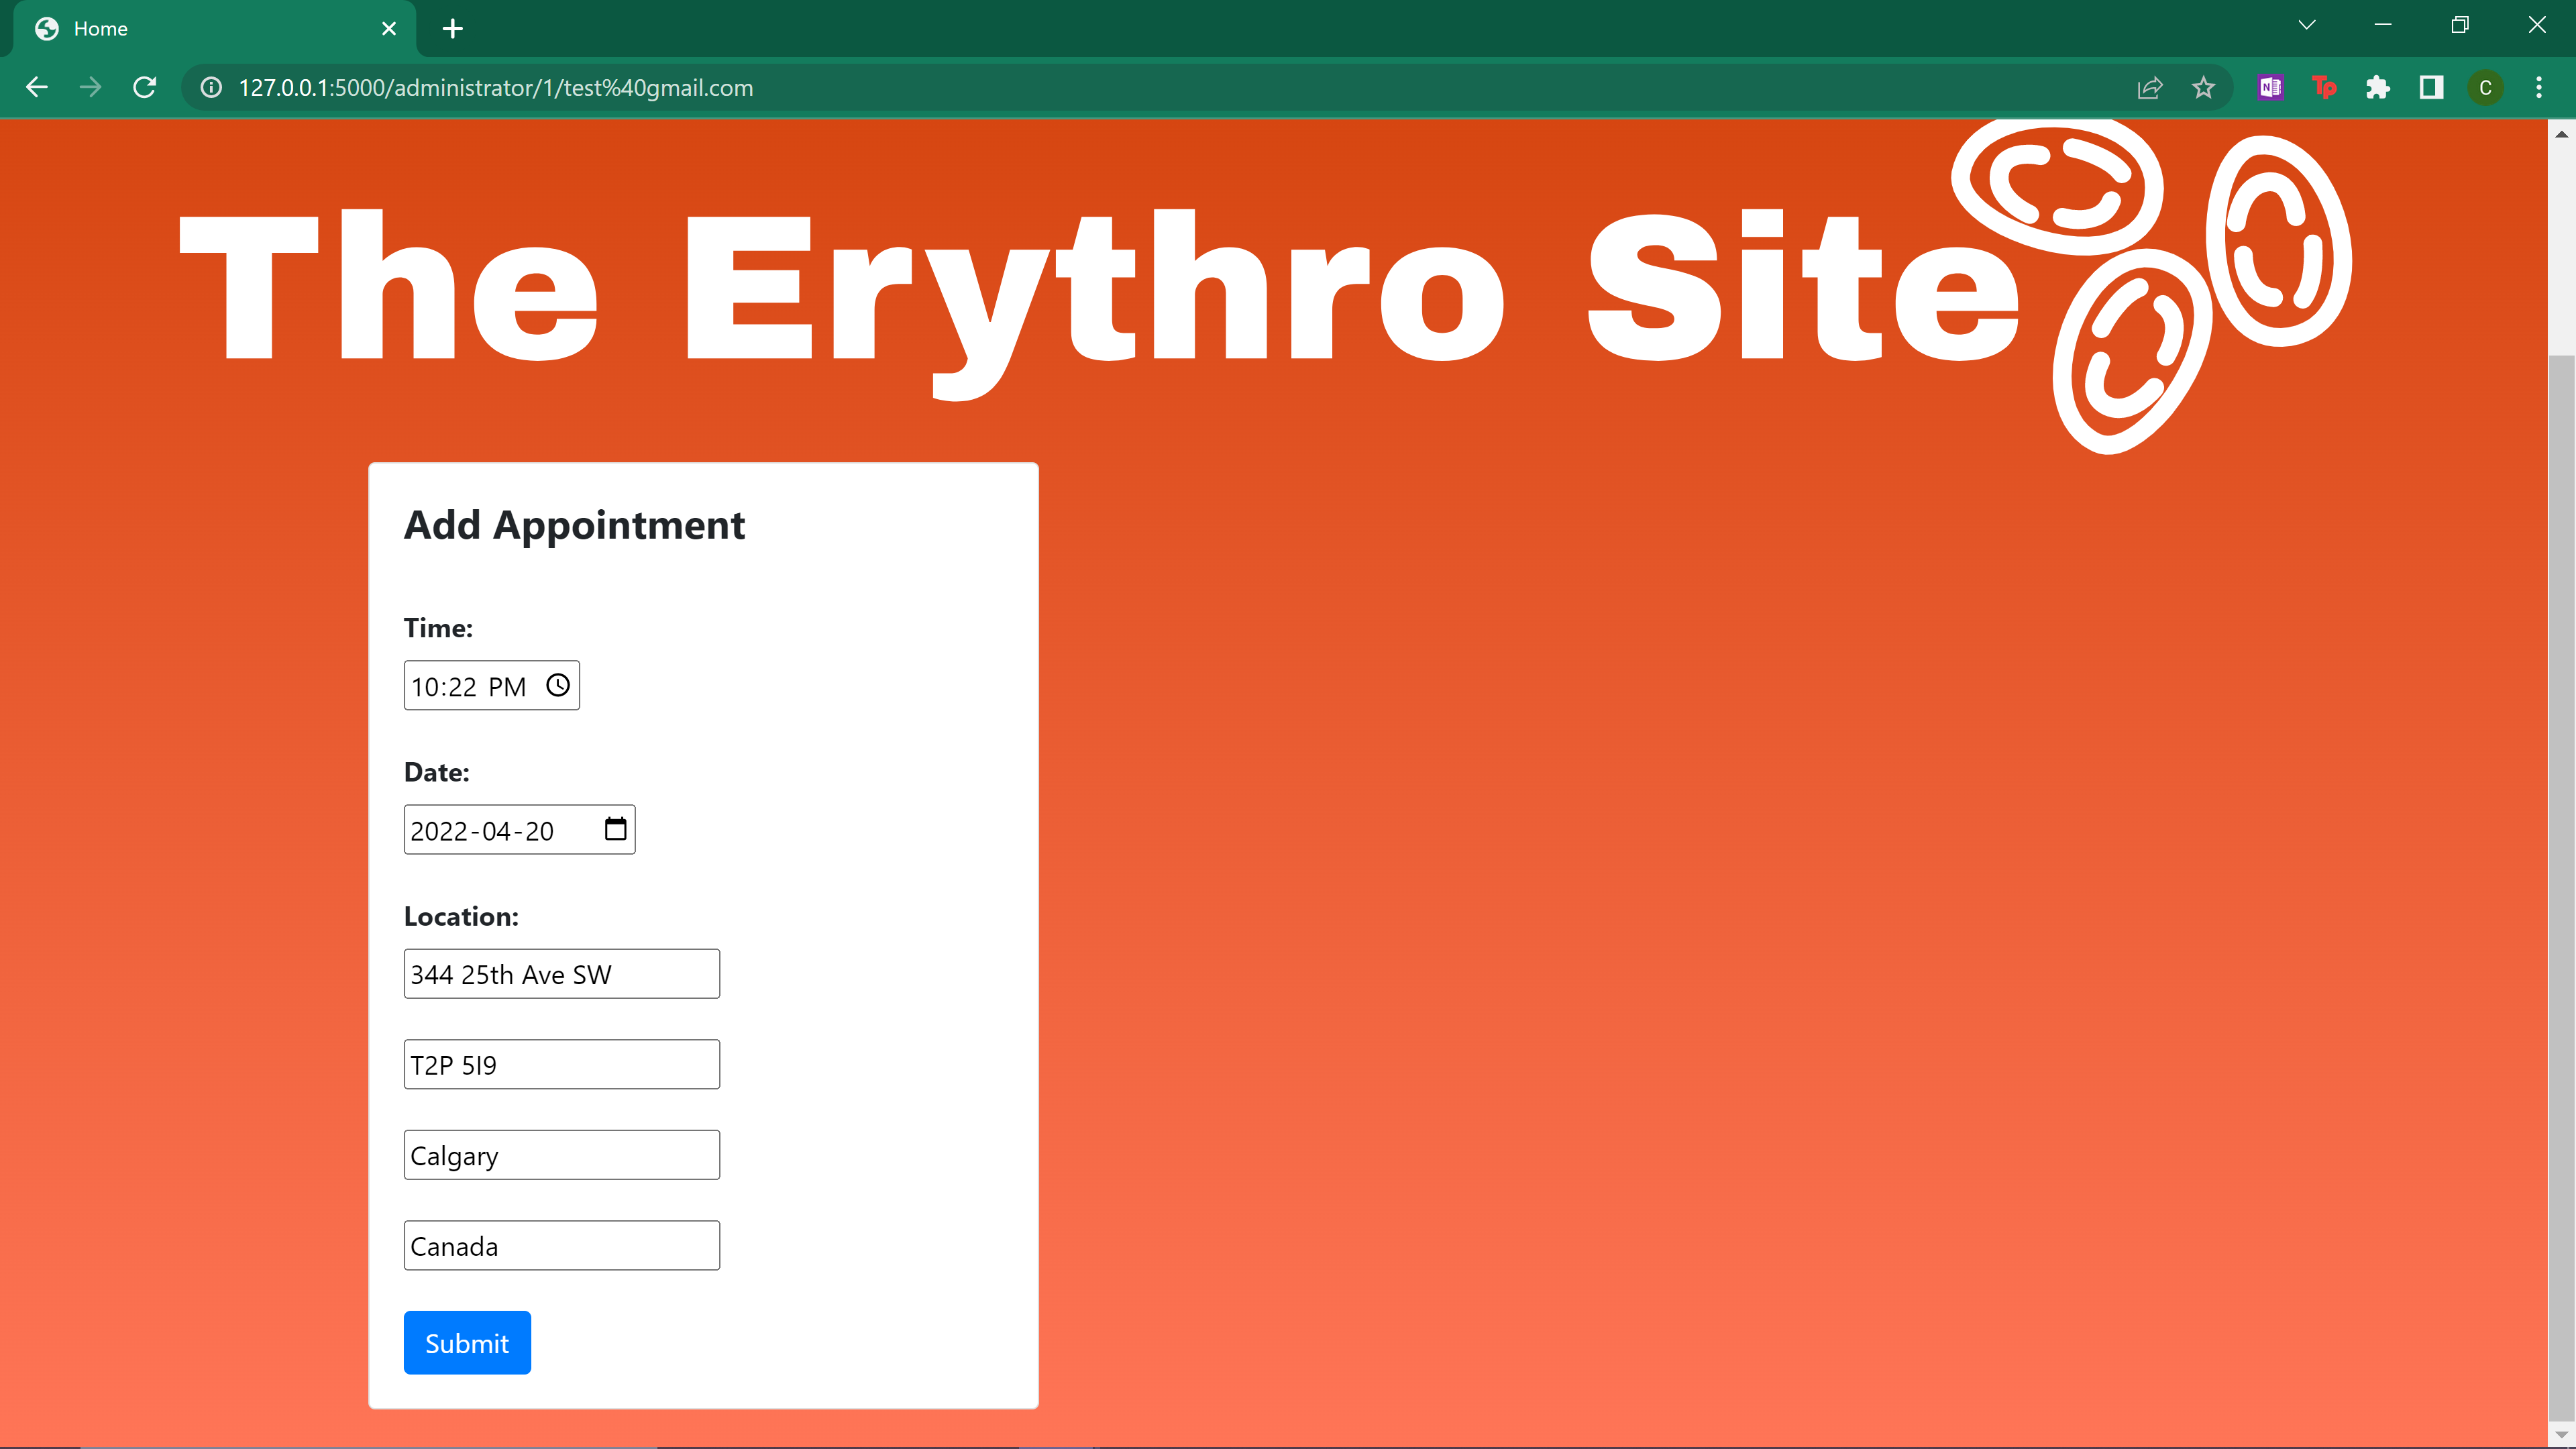 Home
127.0.0.1:5000/administrator/1/test%40gmail.com
N
Tp
C
The Erythro Site
Add Appointment
Time:
10:22 PM
Date:
2022-04-20
Location:
344 25th Ave SW
T2P 5I9
Calgary
Canada
Submit